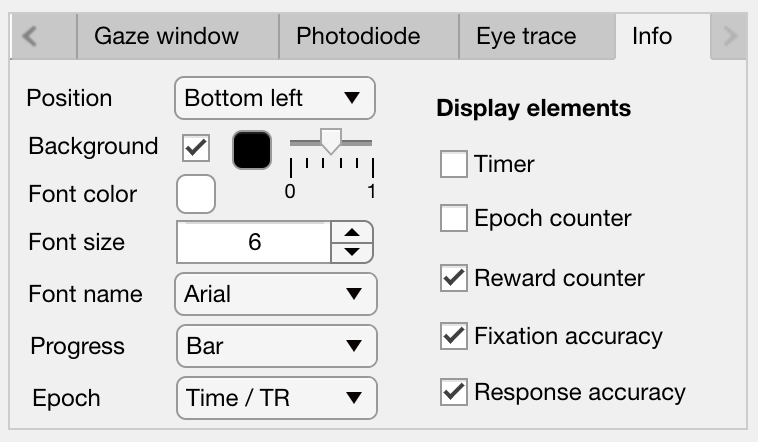 Gaze window
Photodiode
Eye trace
Info
Position
Bottom left
Background
0
1
Font color
Font size
6
Font name
Arial
Progress
Bar
Epoch
Time / TR
Display elements
Timer
Epoch counter
Reward counter
Fixation accuracy
Response accuracy